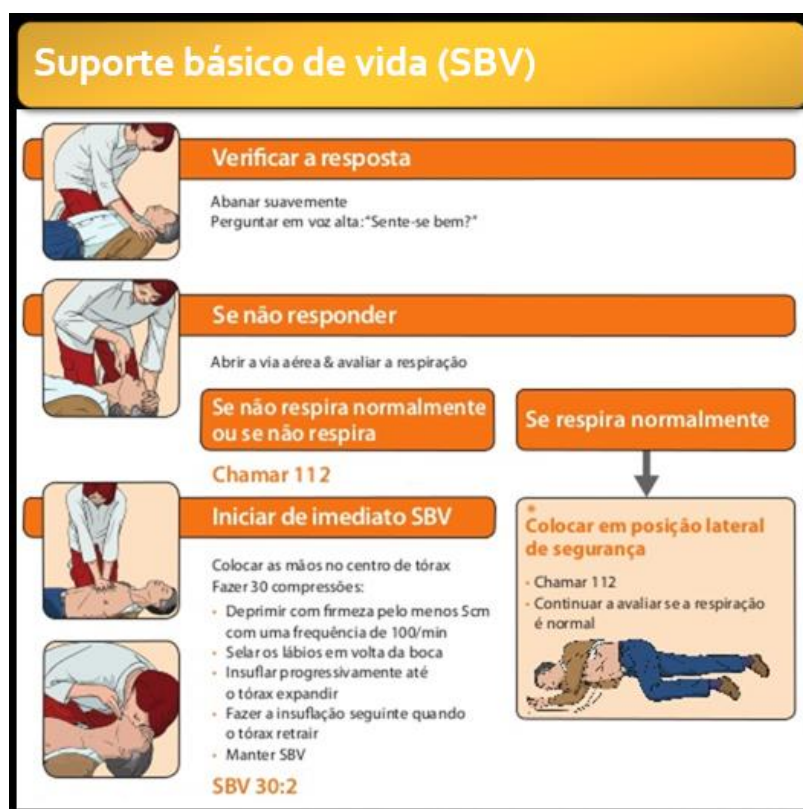 Suporte básico de vida (SBV)
Verificar a resposta
Abanar suavemente
Perguntar em voz alta: "Sente-se bem?"
Se não responder
Abrir a via aérea & avaliar a respiração
Se não respira normalmente
ou se não respira
Chamar 112
Iniciar de imediato SBV
Colocar as mãos no centro de tórax
Fazer 30 compressões:
• Deprimir com firmeza pelo menos 5cm
com uma frequência de 100/min
• Selar os lábios em volta da boca
• Insuflar progressivamente até
o tórax expandir
• Fazer a insuflação seguinte quando
o tórax retrair
• Manter SBV
SBV 30:2
Se respira normalmente
*
Colocar em posição lateral
de segurança
• Chamar 112
• Continuar a avaliar se a respiração
é normal